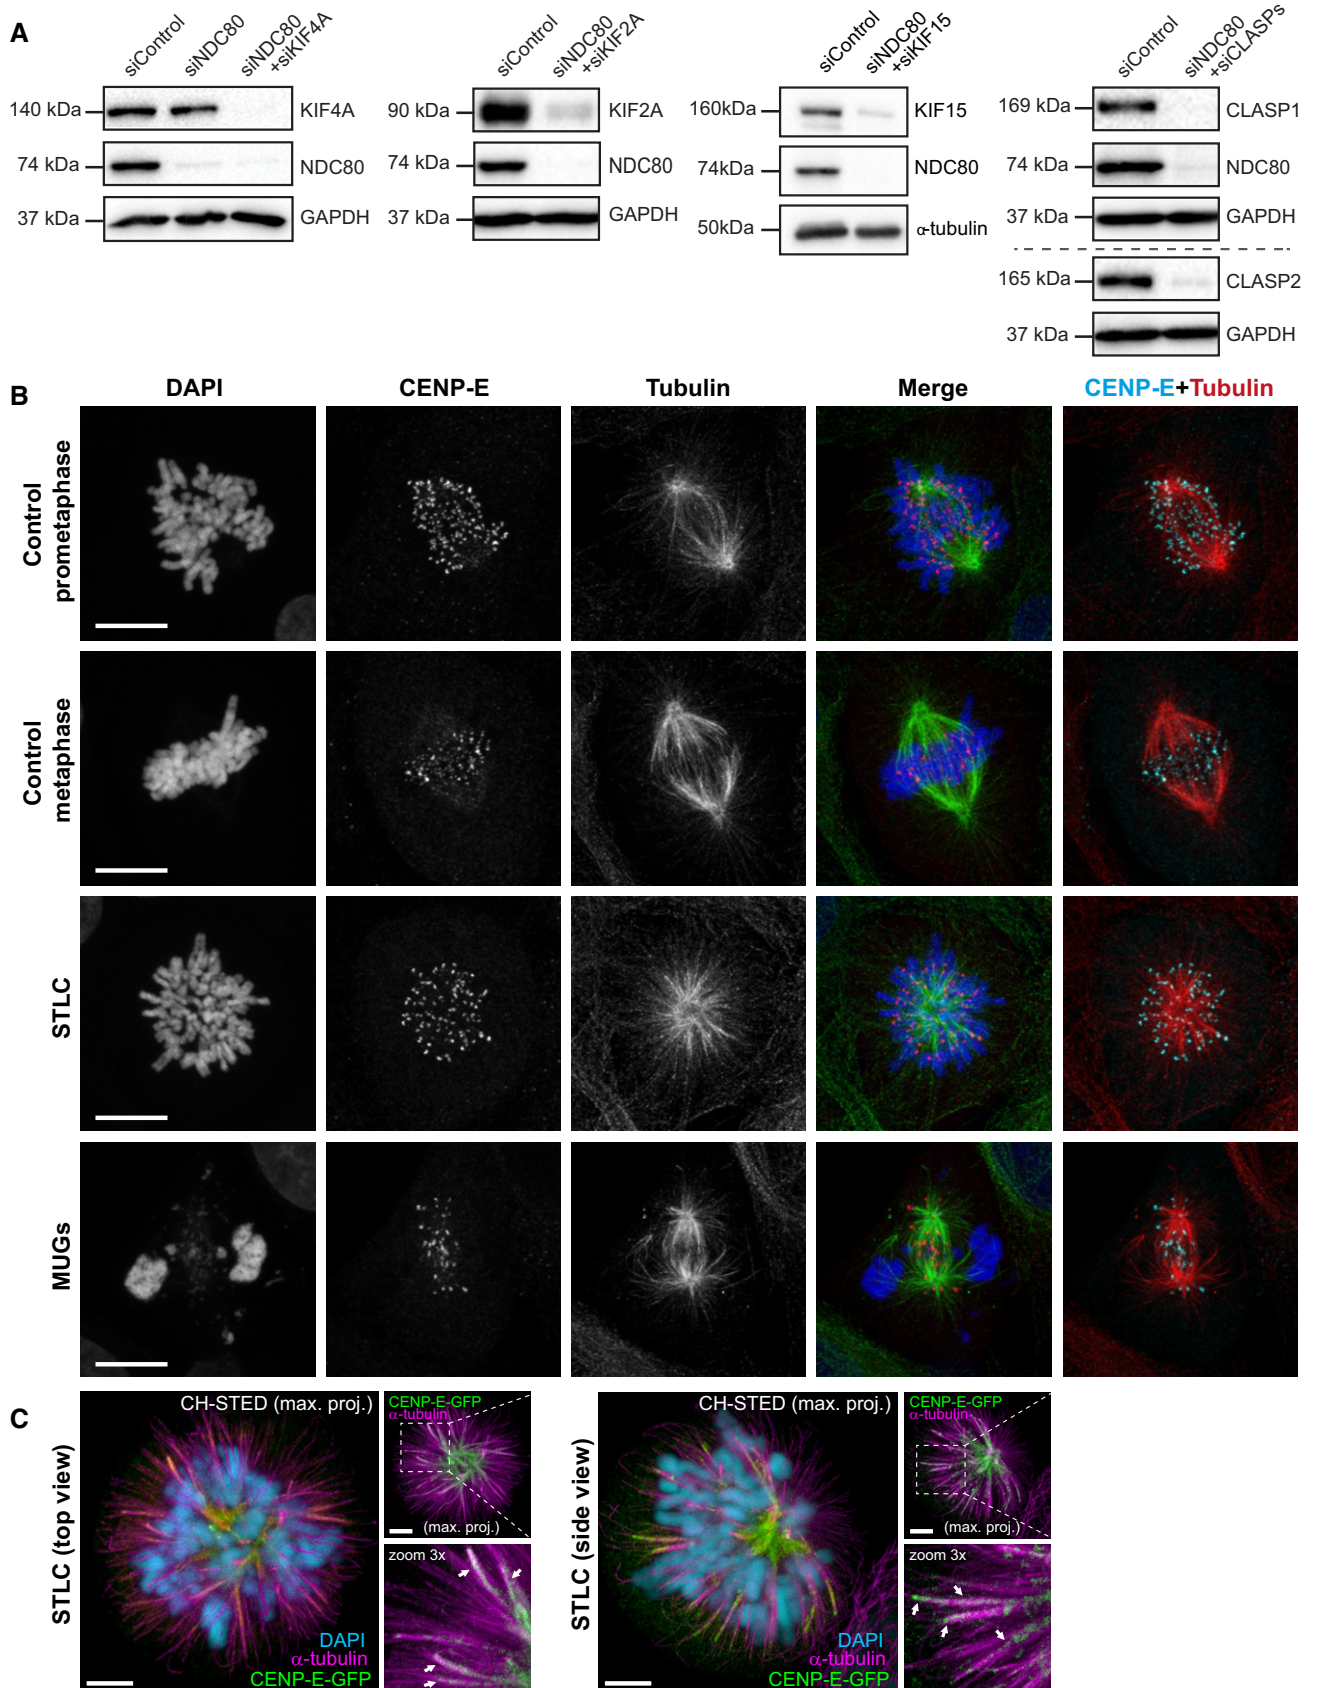 A
siControl
siNDC80
siNDC80
+siKIF4A
140 kDa
KIF4A
74 kDa
NDC80
37 kDa
GAPDH
siControl
siNDC80
+siKIF2A
90 kDa
KIF2A
74 kDa
NDC80
37 kDa
GAPDH
siControl
siNDC80
+siKIF15
160kDa
KIF15
74kDa
NDC80
50kDa
α-tubulin
siControl
siNDC80
+siCLASPs
169 kDa
CLASP1
74 kDa
NDC80
37 kDa
GAPDH
165 kDa
CLASP2
37 kDa
GAPDH
B
DAPI
CENP-E
Tubulin
Merge
CENP-E+Tubulin
Control
prometaphase
Control
metaphase
STLC
MUGs
C
STLC (top view)
CH-STED (max. proj.)
DAPI
α-tubulin
CENP-E-GFP
CENP-E-GFP
α-tubulin
(max. proj.)
zoom 3x
STLC (side view)
CH-STED (max. proj.)
DAPI
α-tubulin
CENP-E-GFP
CENP-E-GFP
α-tubulin
(max. proj.)
zoom 3x